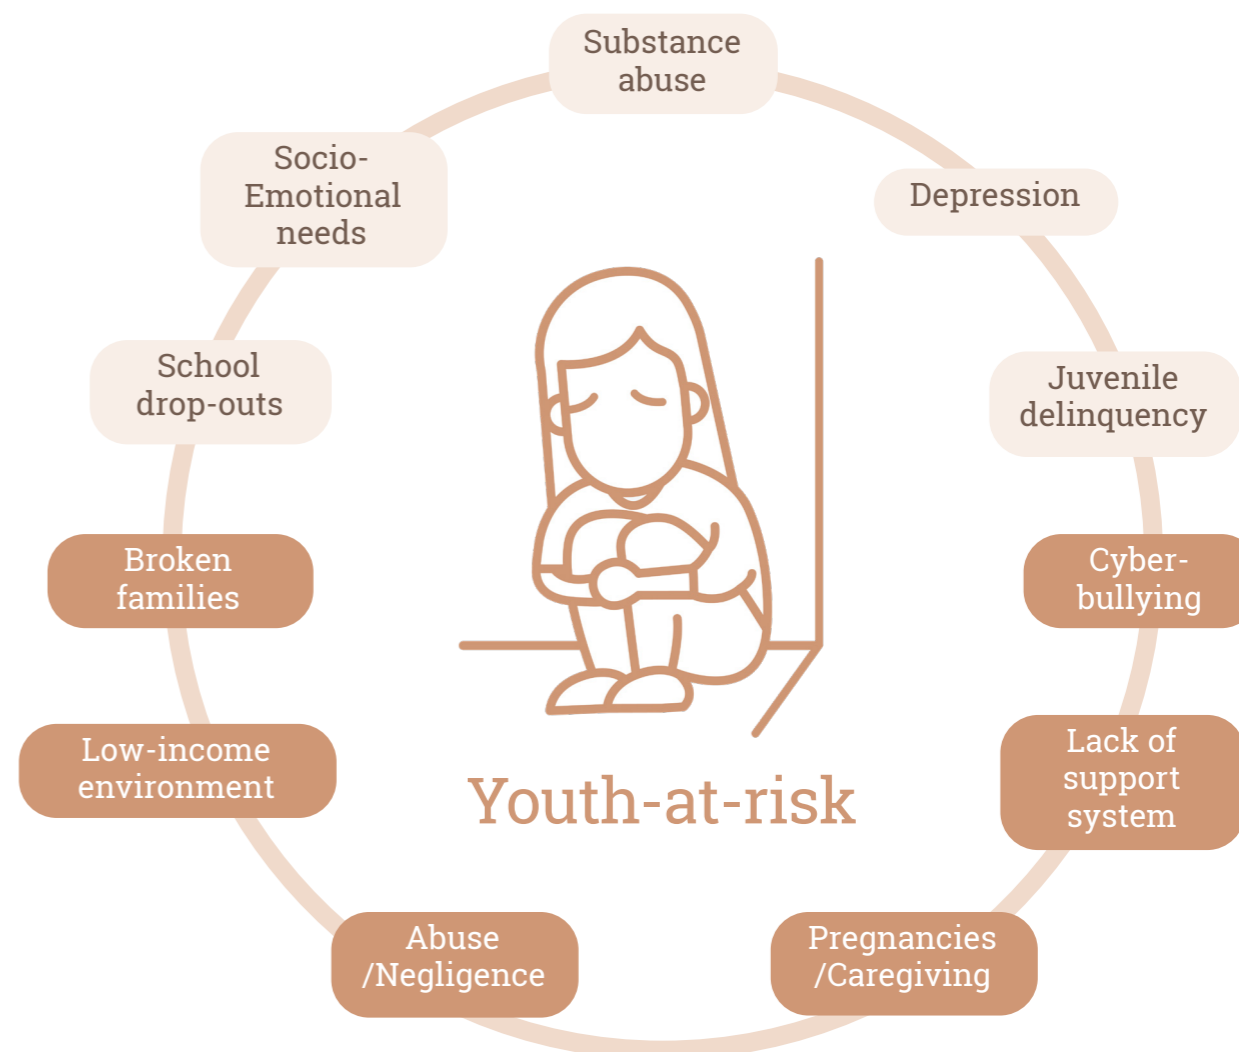 Substance
abuse
Socio-
Emotional
needs
Depression
School
drop-outs
Juvenile
delinquency
Broken
families
Cyber-
bullying
Low-income
environment
Lack of
support
system
Youth-at-risk
Abuse
/Negligence
Pregnancies
/Caregiving